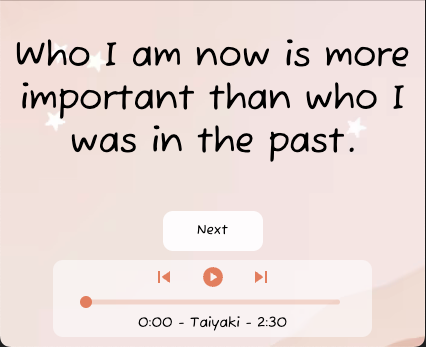 Who I am now is more
important than who I
was in the past.
Next
0:00 - Taiyaki - 2:30